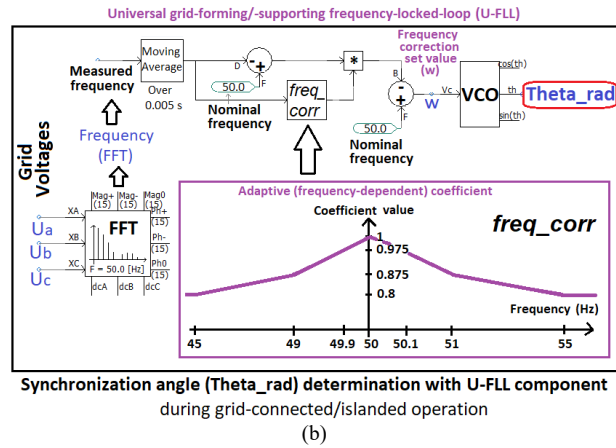 Universal grid-forming/-supporting frequency-locked-loop (U-FLL)
Moving
Average
Over
0.005 s
Measured
frequency
D
F
50.0
Nominal
frequency
freq_
corr
*
Frequency
correction
set value
(w)
B
F
50.0
Nominal
frequency
w
Vc
VCO
cos(th)
th
sin(th)
Theta_rad
Grid
Voltages
Frequency
(FFT)
Ua
Ub
Uc
XA
XB
XC
Mag+ Mag- Mag0
(15) (15) (15)
FFT
F = 50.0 [Hz]
Ph+
(15)
Ph-
(15)
Ph0
(15)
dcA dcB dcC
Adaptive (frequency-dependent) coefficient
Coefficient value
freq_corr
1
0.975
0.875
0.8
Frequency (Hz)
45 49 49.9 50 50.1 51 55
Synchronization angle (Theta_rad) determination with U-FLL component
during grid-connected/islanded operation
(b)